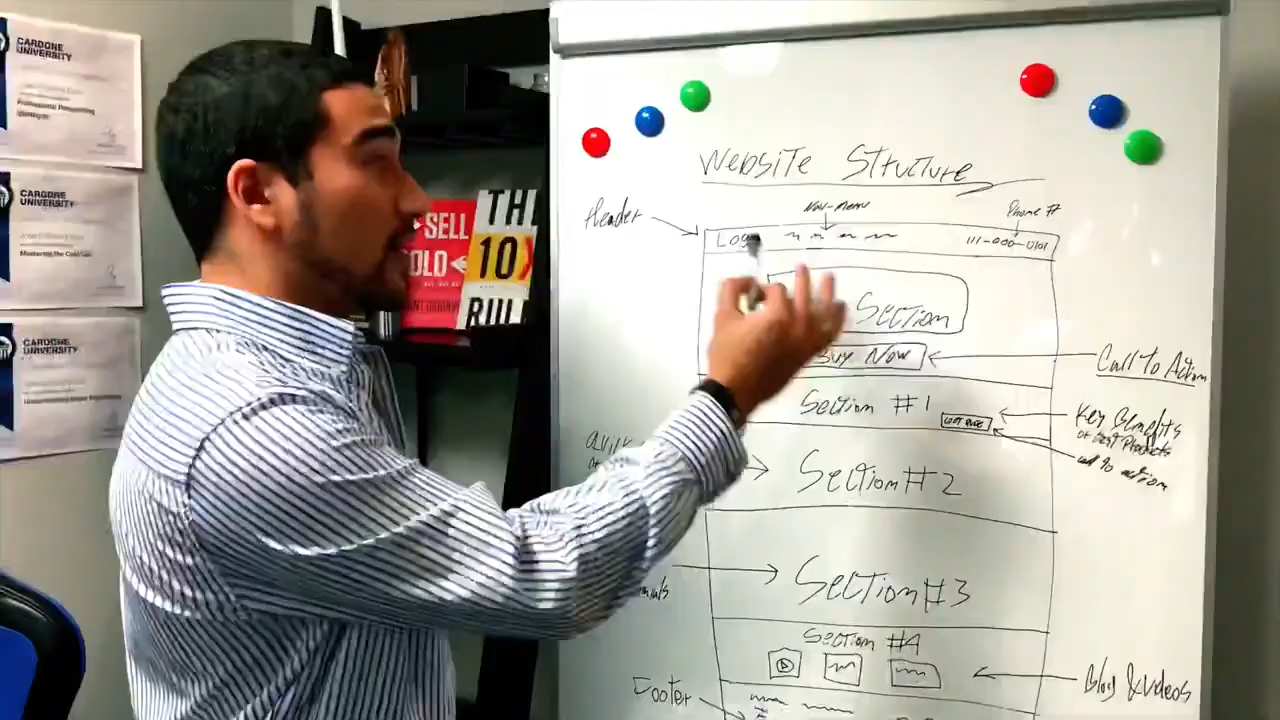 CARDONE
UNIVERSITY
CARDONE
UNIVERSITY
CARDONE
UNIVERSITY
SELL
OLD
TH
10X
RUL
Website Structure
Header
Nav-Menu
Phone #
111-000-0101
Section
Buy Now
Call to Action
Section #1
Key Benefits
of Products
call to action
Section #2
Section #3
Section #4
Blog & videos
Footer